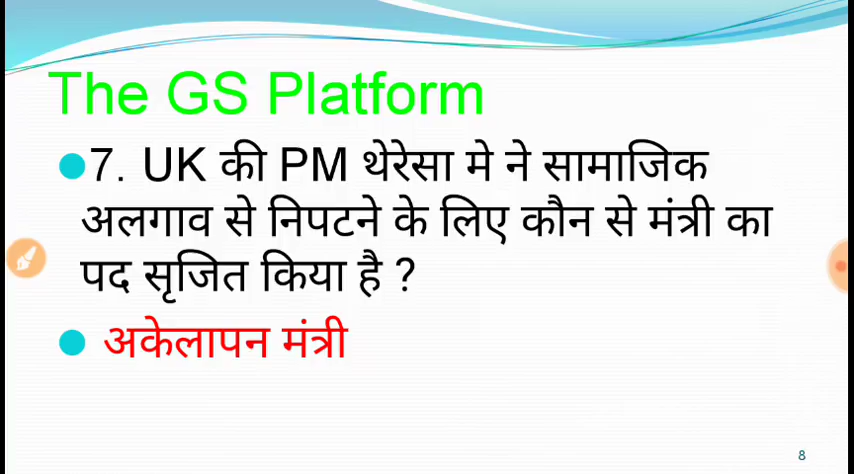 The GS Platform
7. UK की PM थेरेसा मे ने सामाजिक
अलगाव से निपटने के लिए कौन से मंत्री का
पद सृजित किया है ?
अकेलापन मंत्री
8